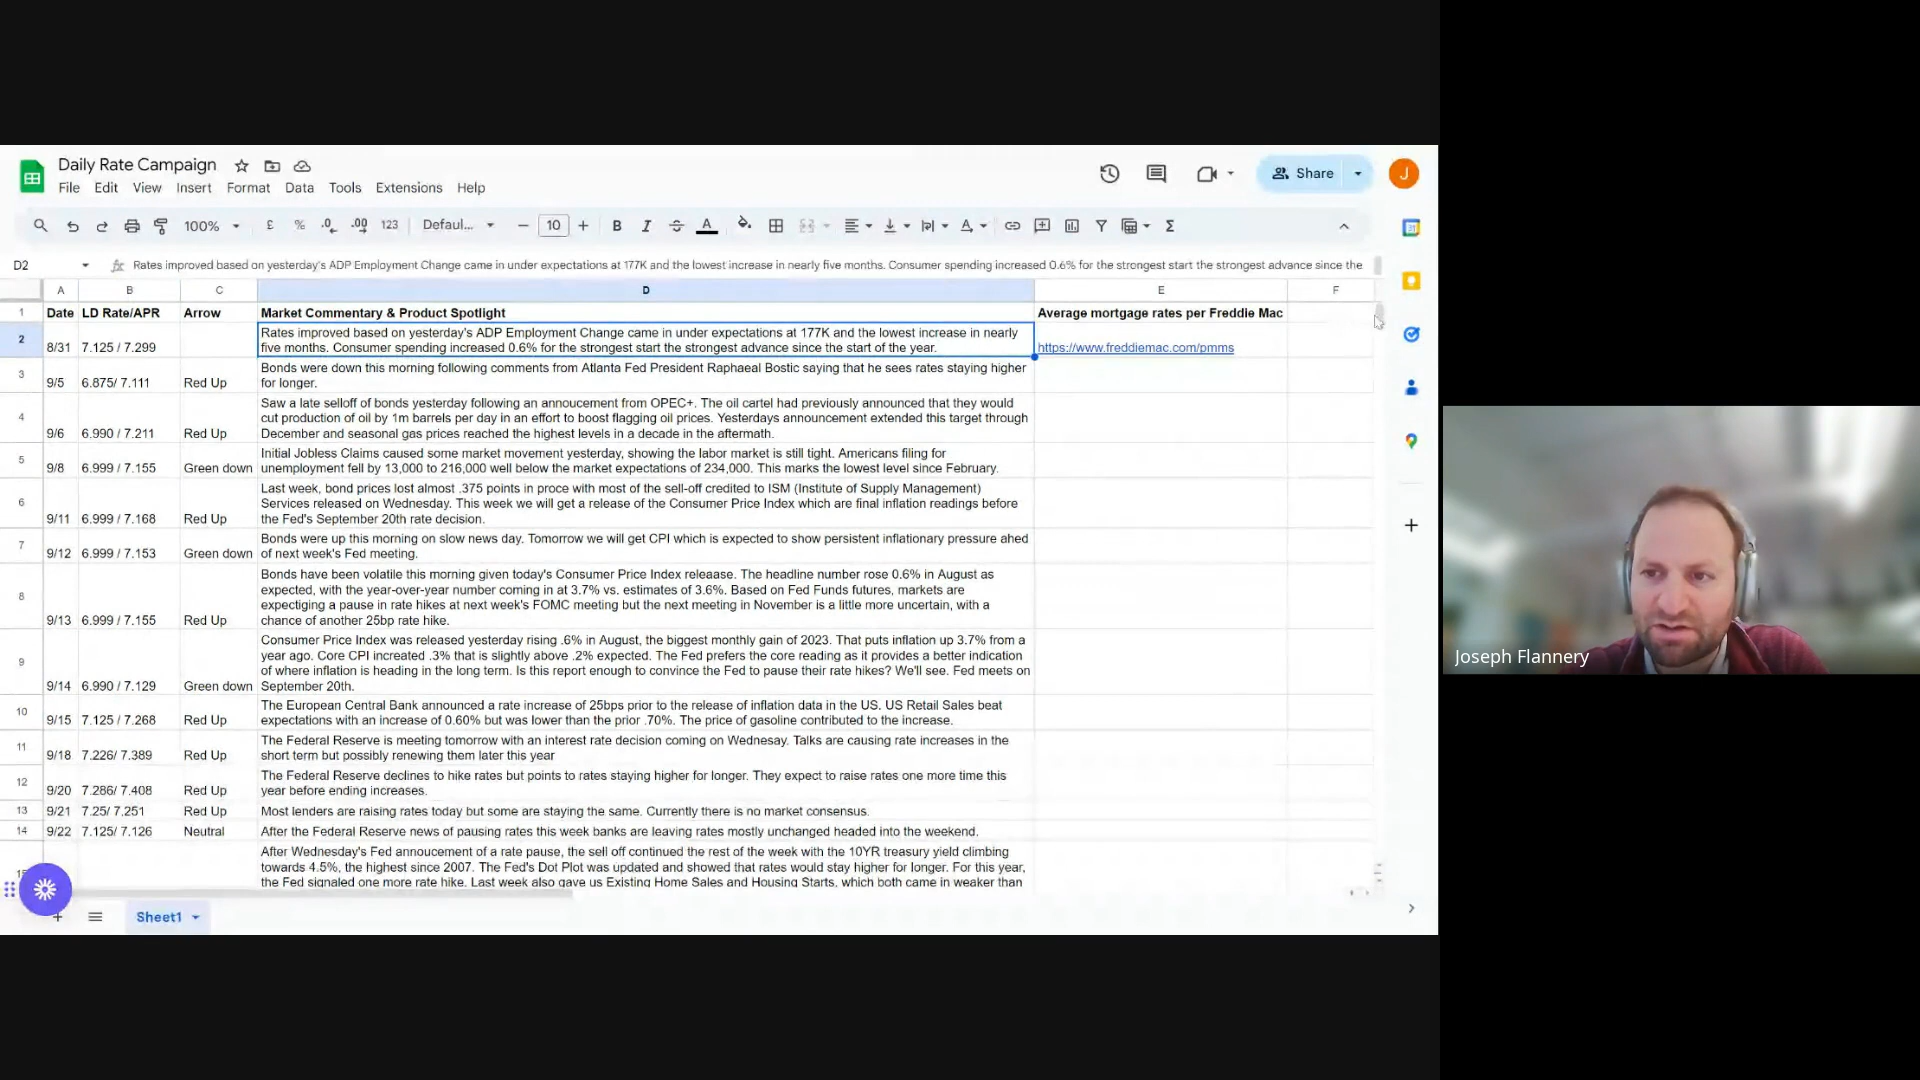 Daily Rate Campaign
File Edit View Insert Format Data Tools Extensions Help
Share
J
100% £ % .0 .00 123 Defaul... 10 B I A Σ
D2 fx Rates improved based on yesterday's ADP Employment Change came in under expectations at 177K and the lowest increase in nearly five months. Consumer spending increased 0.6% for the strongest start the strongest advance since the
A B C D E F
1 Date LD Rate/APR Arrow Market Commentary & Product Spotlight Average mortgage rates per Freddie Mac
2 8/31 7.125 / 7.299 Rates improved based on yesterday's ADP Employment Change came in under expectations at 177K and the lowest increase in nearly
five months. Consumer spending increased 0.6% for the strongest start the strongest advance since the start of the year. https://www.freddiemac.com/pmms
3 9/5 6.875/ 7.111 Red Up Bonds were down this morning following comments from Atlanta Fed President Raphaeal Bostic saying that he sees rates staying higher
for longer.
4 9/6 6.990 / 7.211 Red Up Saw a late selloff of bonds yesterday following an annoucement from OPEC+. The oil cartel had previously announced that they would
cut production of oil by 1m barrels per day in an effort to boost flagging oil prices. Yesterdays announcement extended this target through
December and seasonal gas prices reached the highest levels in a decade in the aftermath.
5 9/8 6.999 / 7.155 Green down Initial Jobless Claims caused some market movement yesterday, showing the labor market is still tight. Americans filing for
unemployment fell by 13,000 to 216,000 well below the market expectations of 234,000. This marks the lowest level since February.
6 9/11 6.999 / 7.168 Red Up Last week, bond prices lost almost .375 points in proce with most of the sell-off credited to ISM (Institute of Supply Management)
Services released on Wednesday. This week we will get a release of the Consumer Price Index which are final inflation readings before
the Fed's September 20th rate decision.
7 9/12 6.999 / 7.153 Green down Bonds were up this morning on slow news day. Tomorrow we will get CPI which is expected to show persistent inflationary pressure ahed
of next week's Fed meeting.
8 9/13 6.999 / 7.155 Red Up Bonds have been volatile this morning given today's Consumer Price Index releaase. The headline number rose 0.6% in August as
expected, with the year-over-year number coming in at 3.7% vs. estimates of 3.6%. Based on Fed Funds futures, markets are
expectiging a pause in rate hikes at next week's FOMC meeting but the next meeting in November is a little more uncertain, with a
chance of another 25bp rate hike.
9 9/14 6.990 / 7.129 Green down Consumer Price Index was released yesterday rising .6% in August, the biggest monthly gain of 2023. That puts inflation up 3.7% from a
year ago. Core CPI increated .3% that is slightly above .2% expected. The Fed prefers the core reading as it provides a better indication
of where inflation is heading in the long term. Is this report enough to convince the Fed to pause their rate hikes? We'll see. Fed meets on
September 20th.
10 9/15 7.125 / 7.268 Red Up The European Central Bank announced a rate increase of 25bps prior to the release of inflation data in the US. US Retail Sales beat
expectations with an increase of 0.60% but was lower than the prior .70%. The price of gasoline contributed to the increase.
11 9/18 7.226/ 7.389 Red Up The Federal Reserve is meeting tomorrow with an interest rate decision coming on Wednesay. Talks are causing rate increases in the
short term but possibly renewing them later this year
12 9/20 7.286/ 7.408 Red Up The Federal Reserve declines to hike rates but points to rates staying higher for longer. They expect to raise rates one more time this
year before ending increases.
13 9/21 7.25/ 7.251 Red Up Most lenders are raising rates today but some are staying the same. Currently there is no market consensus.
14 9/22 7.125/ 7.126 Neutral After the Federal Reserve news of pausing rates this week banks are leaving rates mostly unchanged headed into the weekend.
After Wednesday's Fed annoucement of a rate pause, the sell off continued the rest of the week with the 10YR treasury yield climbing
towards 4.5%, the highest since 2007. The Fed's Dot Plot was updated and showed that rates would stay higher for longer. For this year,
the Fed signaled one more rate hike. Last week also gave us Existing Home Sales and Housing Starts, which both came in weaker than
Sheet1
Joseph Flannery